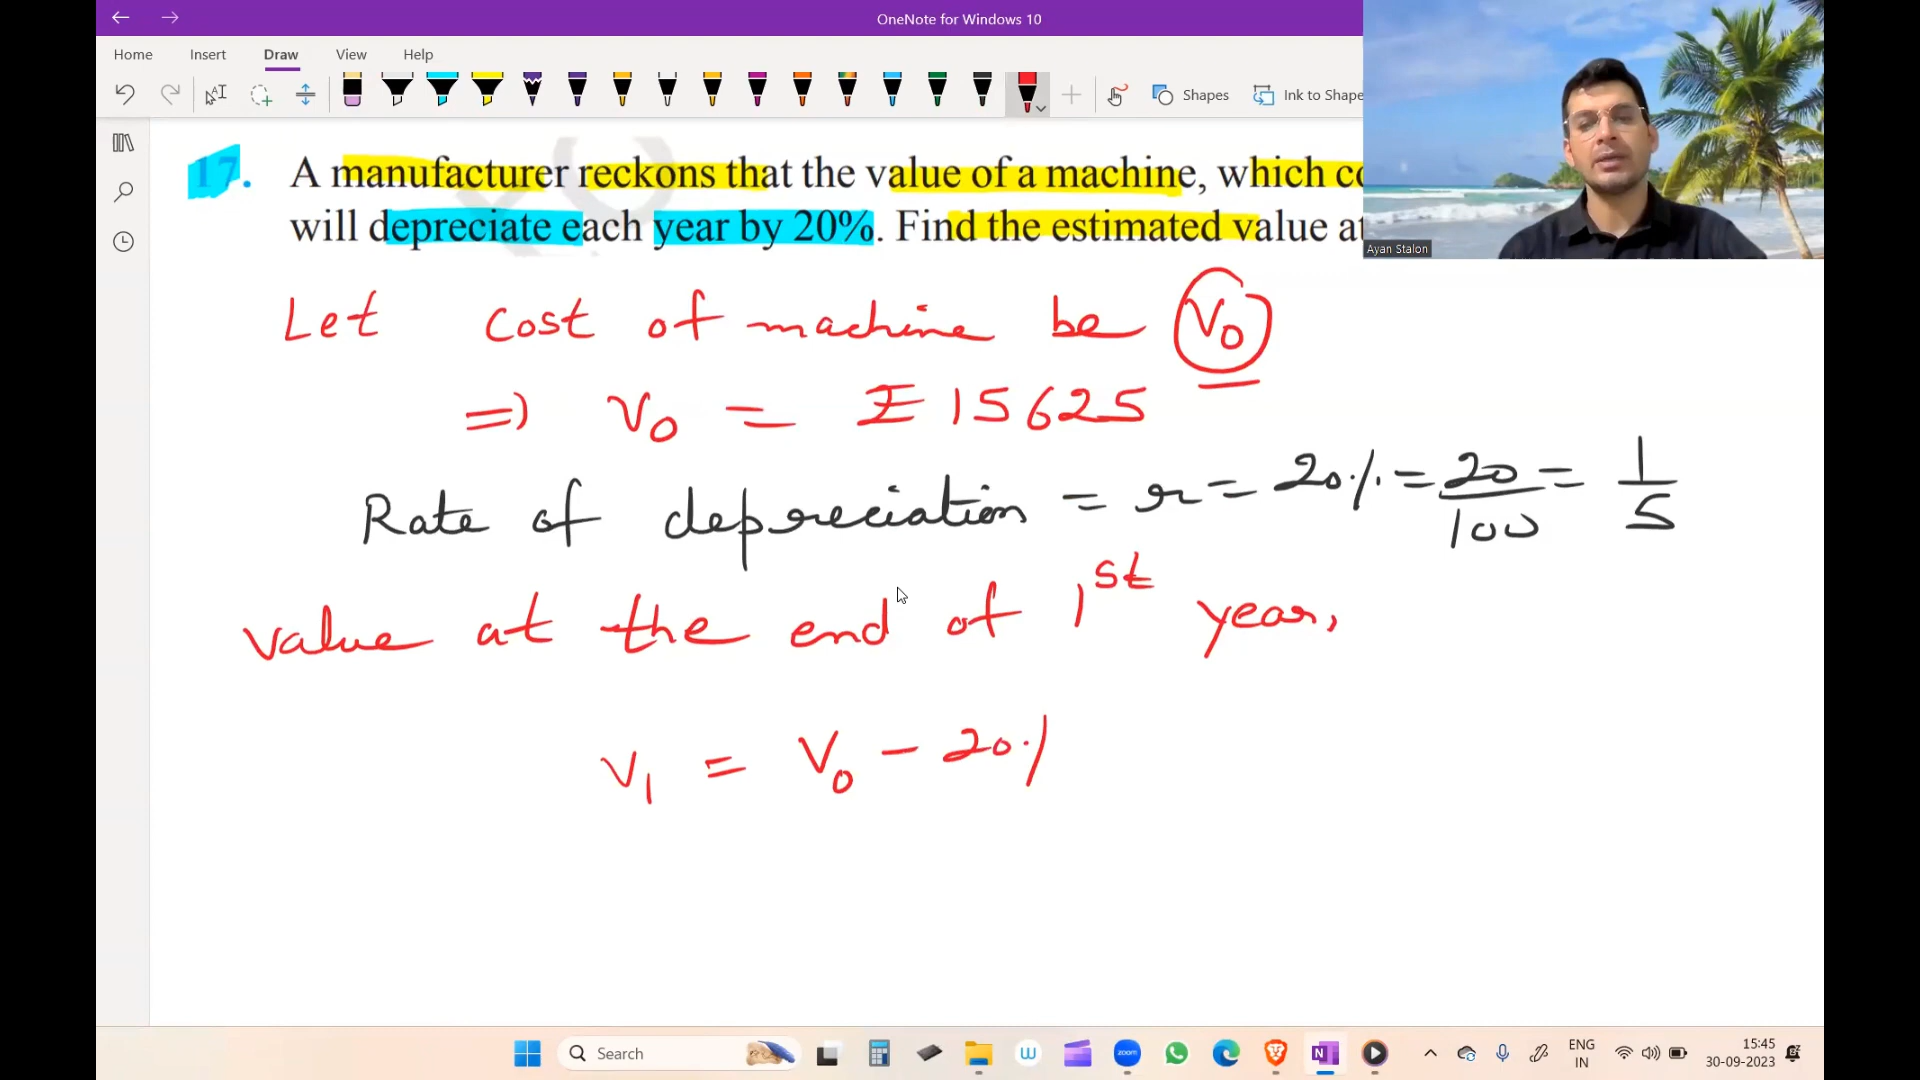 OneNote for Windows 10
Home Insert Draw View Help
Shapes Ink to Shape
17. A manufacturer reckons that the value of a machine, which co
will depreciate each year by 20%. Find the estimated value at
Ayan Stalon
Let cost of machine be V0
=> V0 = ₹ 15625
Rate of depreciation = r = 20% = 20/100 = 1/5
Value at the end of 1st year,
V1 = V0 - 20%
Search
ENG
IN
15:45
30-09-2023